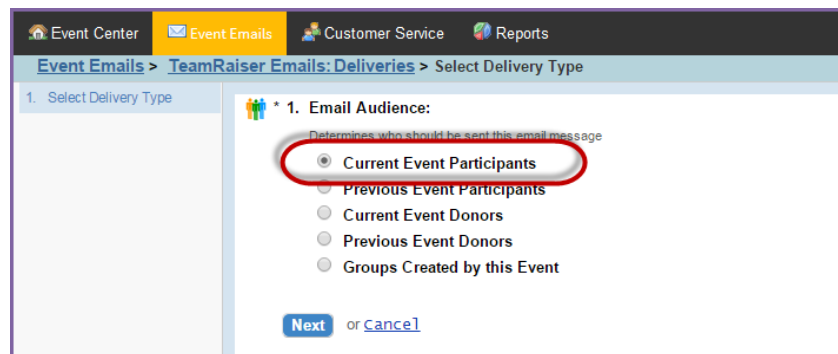 Event Center Event Emails Customer Service Reports
Event Emails > TeamRaiser Emails: Deliveries > Select Delivery Type
1. Select Delivery Type
* 1. Email Audience:
Determines who should be sent this email message
Current Event Participants
Previous Event Participants
Current Event Donors
Previous Event Donors
Groups Created by this Event
Next or Cancel